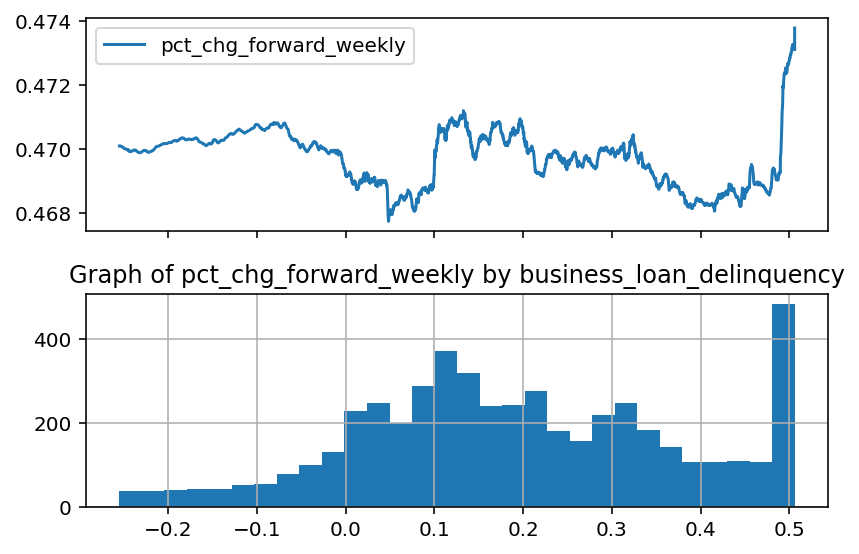 0.474
pct_chg_forward_weekly
0.472
0.470
0.468
Graph of pct_chg_forward_weekly by business_loan_delinquency
400
200
0
−0.2 −0.1 0.0 0.1 0.2 0.3 0.4 0.5